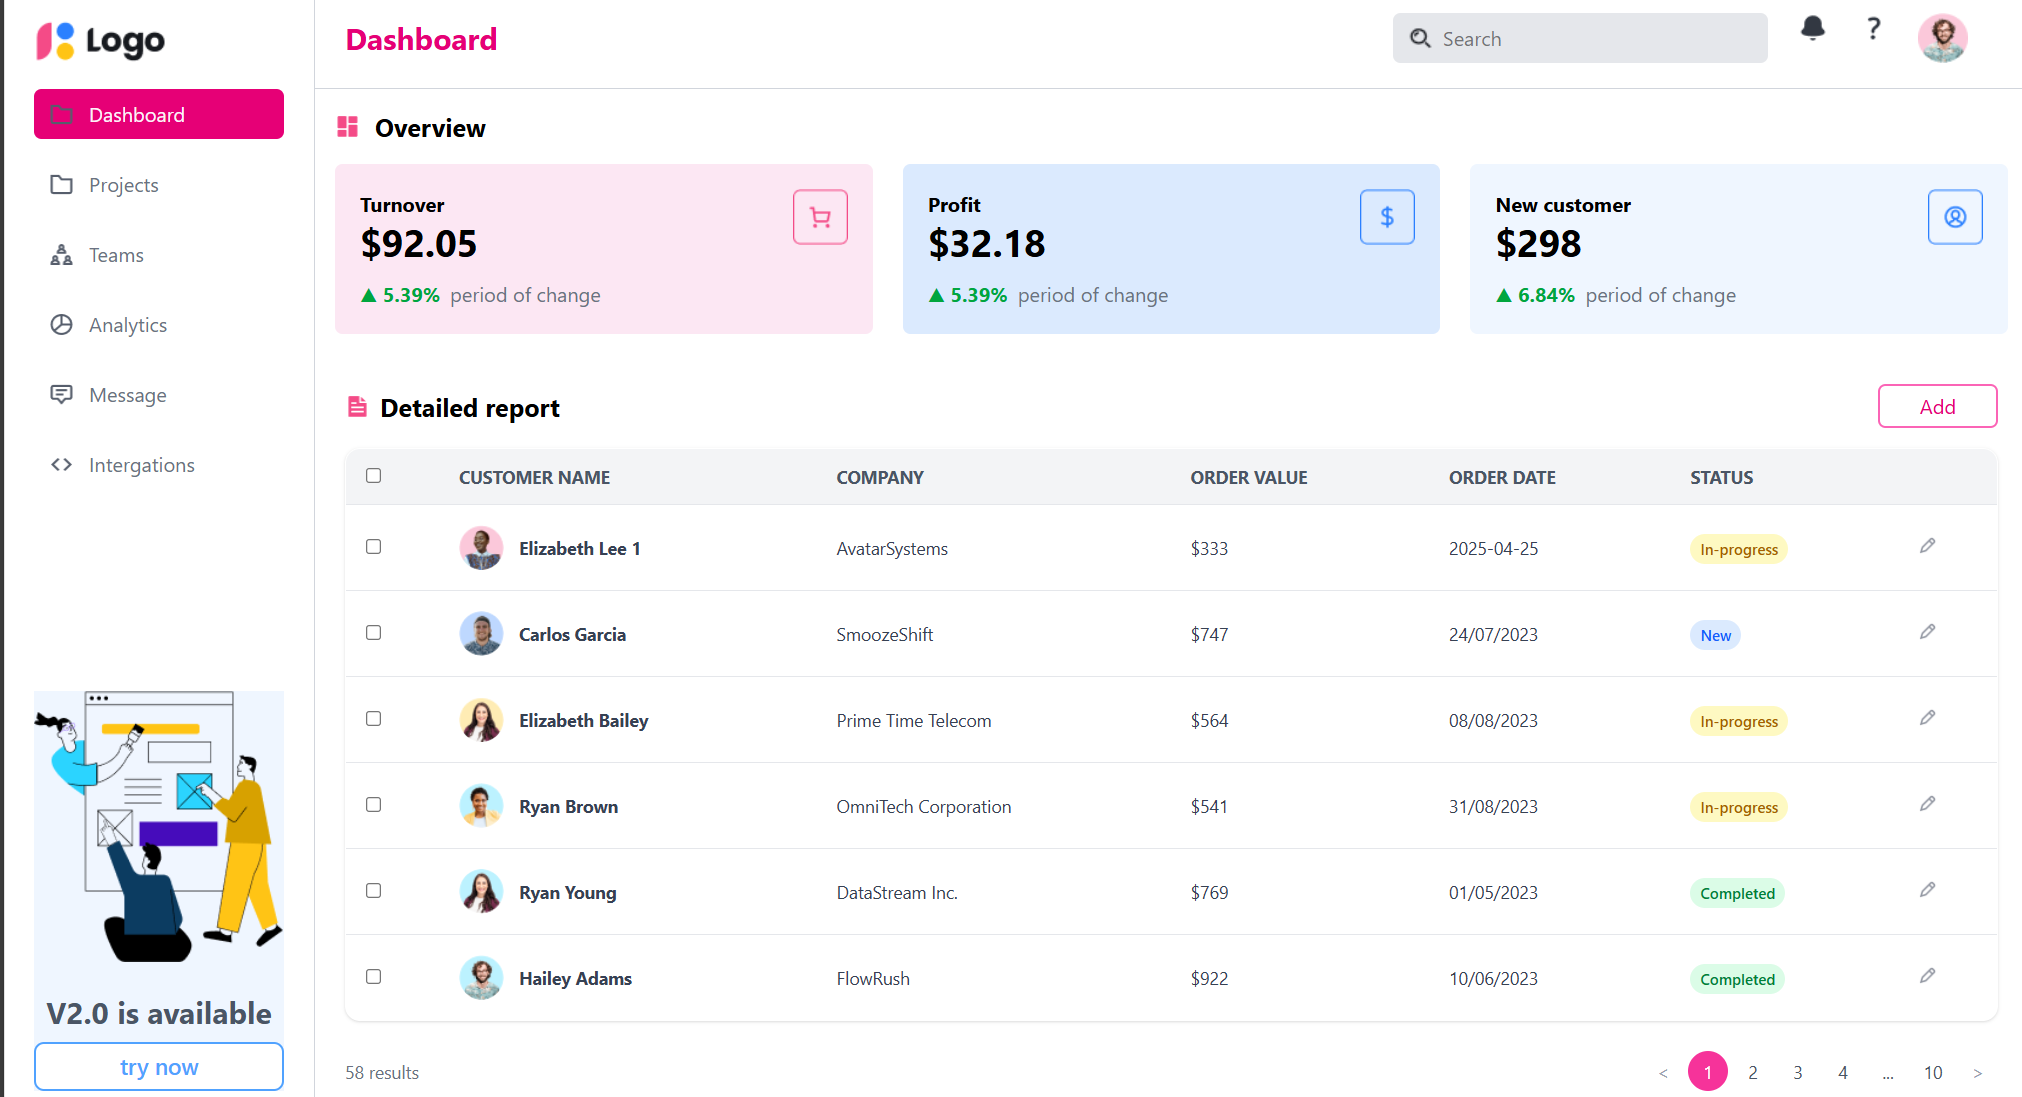 Logo
Dashboard
Search
?
Dashboard
Projects
Teams
Analytics
Message
Intergations
V2.0 is available
try now
Overview
Turnover
$92.05
▲ 5.39% period of change
Profit
$32.18
▲ 5.39% period of change
$
New customer
$298
▲ 6.84% period of change
Detailed report
Add
CUSTOMER NAME COMPANY ORDER VALUE ORDER DATE STATUS
Elizabeth Lee 1 AvatarSystems $333 2025-04-25 In-progress
Carlos Garcia SmoozeShift $747 24/07/2023 New
Elizabeth Bailey Prime Time Telecom $564 08/08/2023 In-progress
Ryan Brown OmniTech Corporation $541 31/08/2023 In-progress
Ryan Young DataStream Inc. $769 01/05/2023 Completed
Hailey Adams FlowRush $922 10/06/2023 Completed
58 results
< 1 2 3 4 ... 10 >